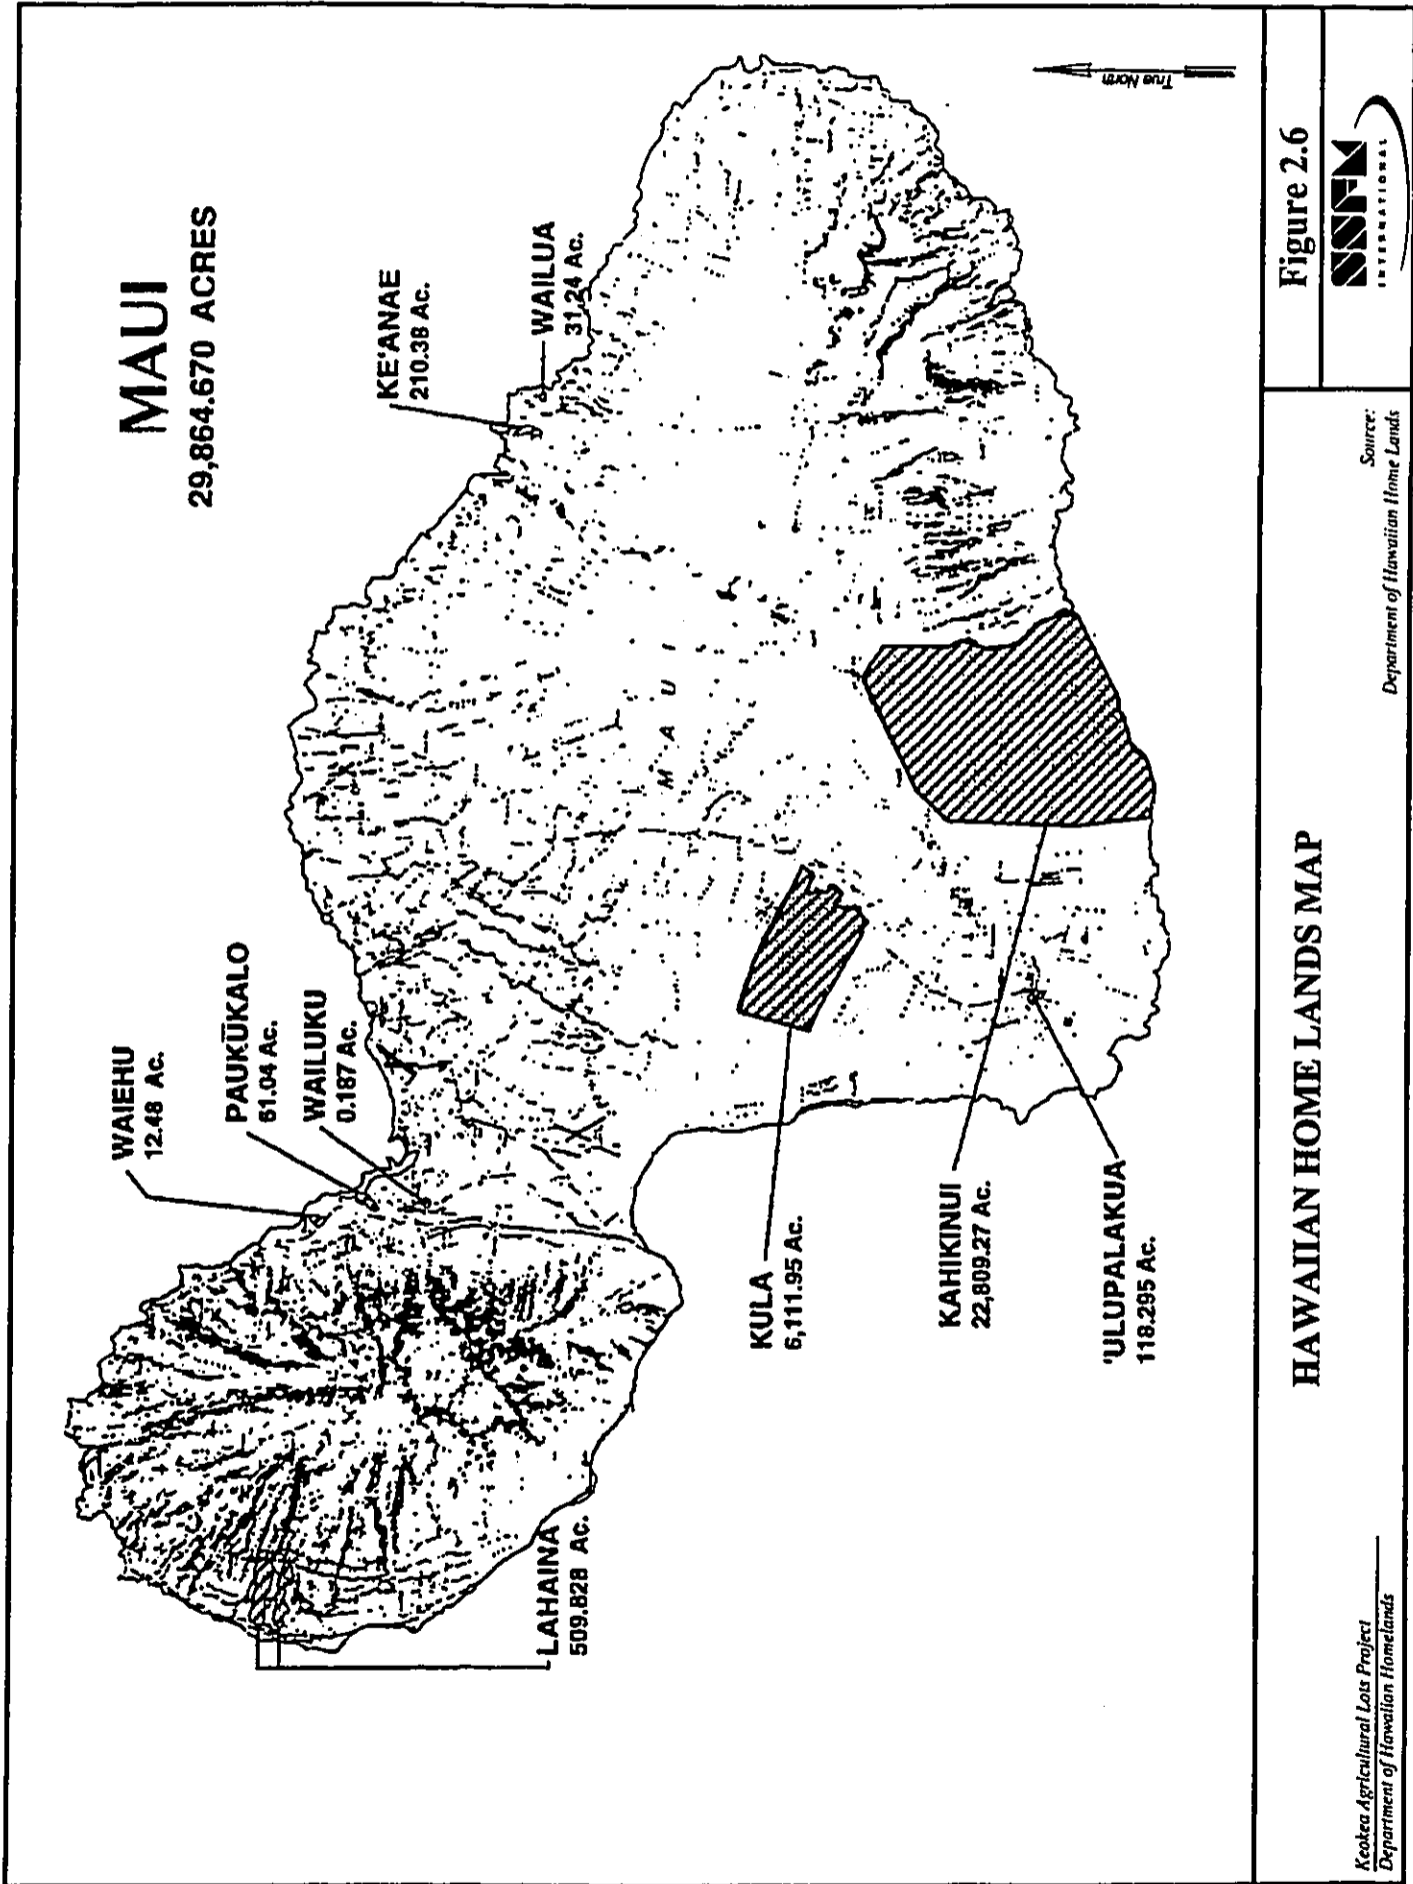 MAUI
29,864.670 ACRES
KE'ANAE
210.38 Ac.
WAILUA
31.24 Ac.
WAIEHU
12.48 Ac.
PAUKŪKALO
61.04 Ac.
WAILUKU
0.187 Ac.
MAUI
LAHAINA
509.828 Ac.
KULA
6,111.95 Ac.
KAHIKINUI
22,809.27 Ac.
'ULUPALAKUA
118.295 Ac.
True North
HAWAIIAN HOME LANDS MAP
Figure 2.6
SSFM
INTERNATIONAL
Source:
Department of Hawaiian Home Lands
Keokea Agricultural Lots Project
Department of Hawaiian Homelands